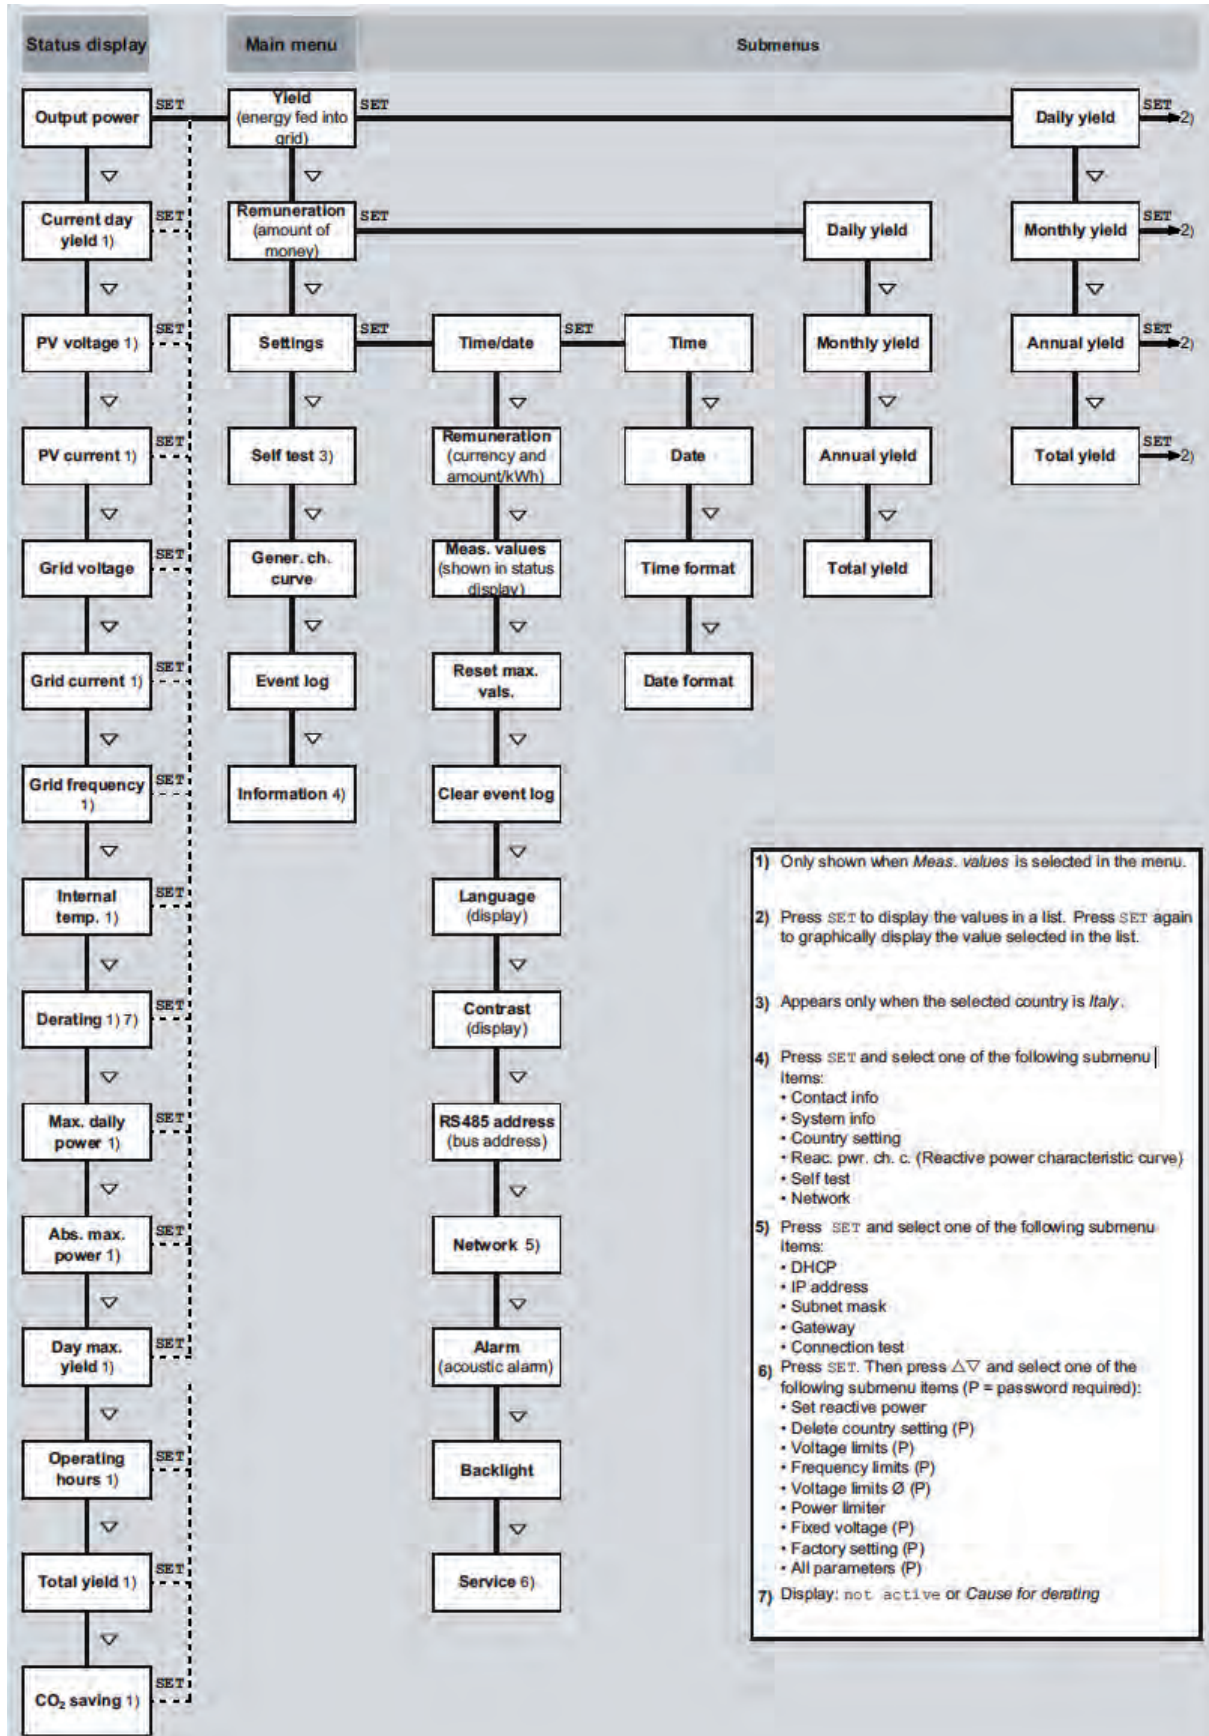 Status display
Main menu
Submenus
Output power
SET
Yield
(energy fed into
grid)
SET
Daily yield
SET
2)
▽
▽
▽
Current day
yield 1)
SET
Remuneration
(amount of
money)
SET
Daily yield
Monthly yield
SET
2)
▽
▽
▽
▽
PV voltage 1)
SET
Settings
SET
Time/date
SET
Time
Monthly yield
Annual yield
SET
2)
▽
▽
▽
▽
▽
▽
PV current 1)
SET
Self test 3)
Remuneration
(currency and
amount/kWh)
Date
Annual yield
Total yield
SET
2)
▽
▽
▽
▽
▽
Grid voltage
SET
Gener. ch.
curve
Meas. values
(shown in status
display)
Time format
Total yield
▽
▽
▽
▽
Grid current 1)
SET
Event log
Reset max.
vals.
Date format
▽
▽
▽
Grid frequency
1)
SET
Information 4)
Clear event log
▽
▽
Internal
temp. 1)
SET
Language
(display)
▽
▽
Derating 1) 7)
SET
Contrast
(display)
▽
▽
Max. daily
power 1)
SET
RS485 address
(bus address)
▽
▽
Abs. max.
power 1)
SET
Network 5)
▽
▽
Day max.
yield 1)
SET
Alarm
(acoustic alarm)
▽
▽
Operating
hours 1)
SET
Backlight
▽
▽
Total yield 1)
SET
Service 6)
▽
CO₂ saving 1)
SET
1) Only shown when Meas. values is selected in the menu.
2) Press SET to display the values in a list. Press SET again
to graphically display the value selected in the list.
3) Appears only when the selected country is Italy.
4) Press SET and select one of the following submenu
items:
• Contact info
• System info
• Country setting
• Reac. pwr. ch. c. (Reactive power characteristic curve)
• Self test
• Network
5) Press SET and select one of the following submenu
items:
• DHCP
• IP address
• Subnet mask
• Gateway
• Connection test
6) Press SET. Then press △▽ and select one of the
following submenu items (P = password required):
• Set reactive power
• Delete country setting (P)
• Voltage limits (P)
• Frequency limits (P)
• Voltage limits Ø (P)
• Power limiter
• Fixed voltage (P)
• Factory setting (P)
• All parameters (P)
7) Display: not active or Cause for derating